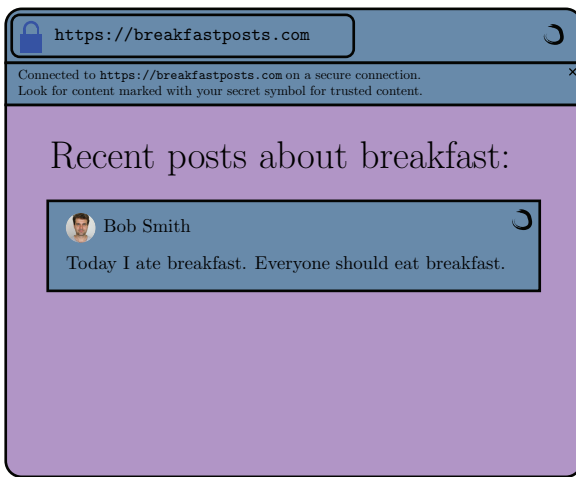 https://breakfastposts.com
Connected to https://breakfastposts.com on a secure connection.
Look for content marked with your secret symbol for trusted content.
Recent posts about breakfast:
Bob Smith
Today I ate breakfast. Everyone should eat breakfast.